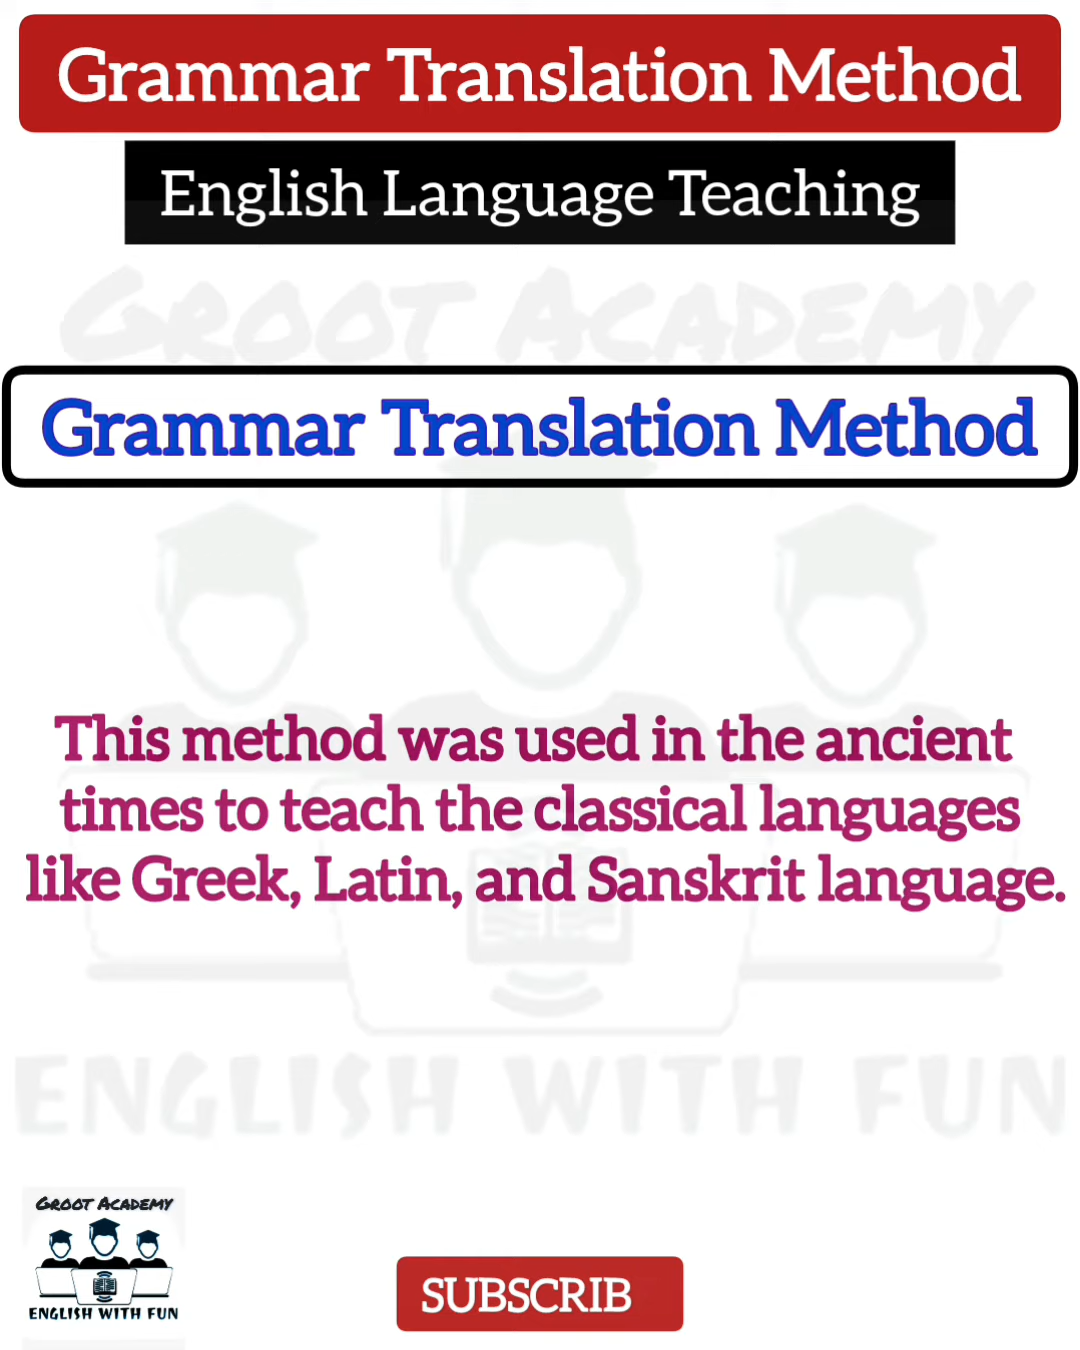 Grammar Translation Method
English Language Teaching
GROOT ACADEMY
Grammar Translation Method
This method was used in the ancient
times to teach the classical languages
like Greek, Latin, and Sanskrit language.
ENGLISH WITH FUN
GROOT ACADEMY
ENGLISH WITH FUN
SUBSCRIB